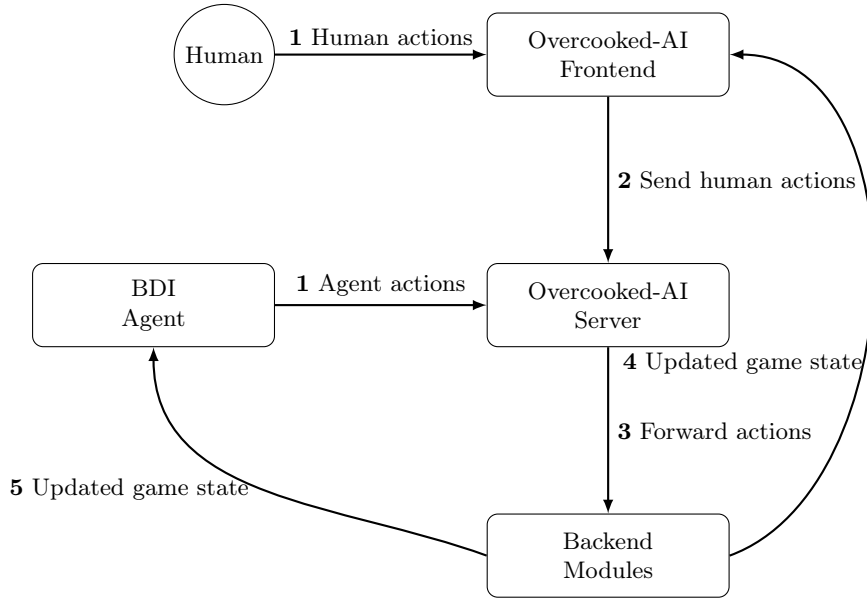 Human
1 Human actions
Overcooked-AI
Frontend
2 Send human actions
BDI
Agent
1 Agent actions
Overcooked-AI
Server
4 Updated game state
3 Forward actions
5 Updated game state
Backend
Modules